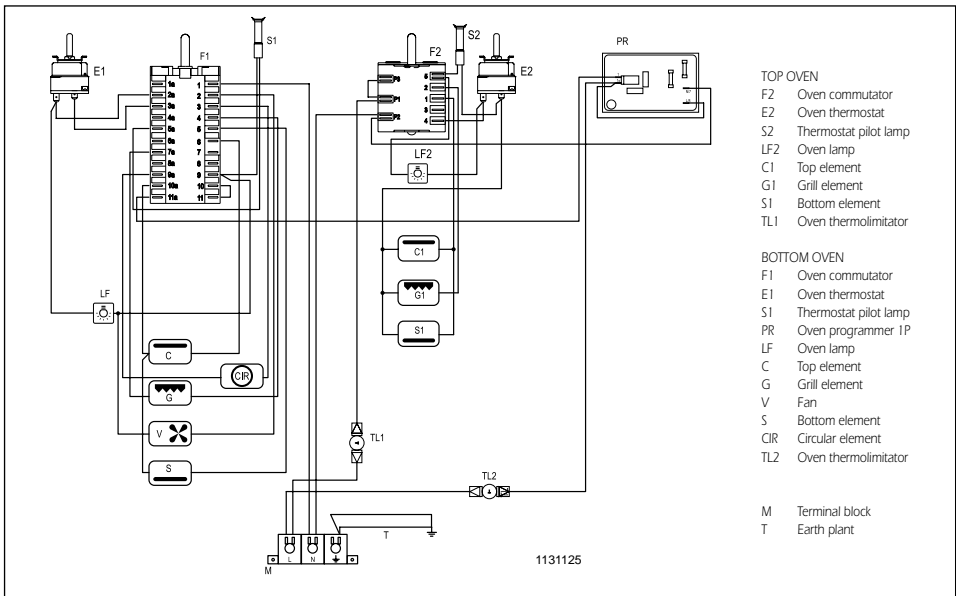 E1
F1
S1
F2
S2
E2
PR
1a 1
2a 2
3a 3
4a 4
5a 5
6a 6
7a 7
8a 8
9a 9
10a 10
11a 11
P3
P1
P2
5
2
1
3
4
LF2
LF
C
CIR
G
V
S
C1
G1
S1
TL1
TL2
T
L
N
M
1131125
TOP OVEN
F2 Oven commutator
E2 Oven thermostat
S2 Thermostat pilot lamp
LF2 Oven lamp
C1 Top element
G1 Grill element
S1 Bottom element
TL1 Oven thermolimitator
BOTTOM OVEN
F1 Oven commutator
E1 Oven thermostat
S1 Thermostat pilot lamp
PR Oven programmer 1P
LF Oven lamp
C Top element
G Grill element
V Fan
S Bottom element
CIR Circular element
TL2 Oven thermolimitator
M Terminal block
T Earth plant